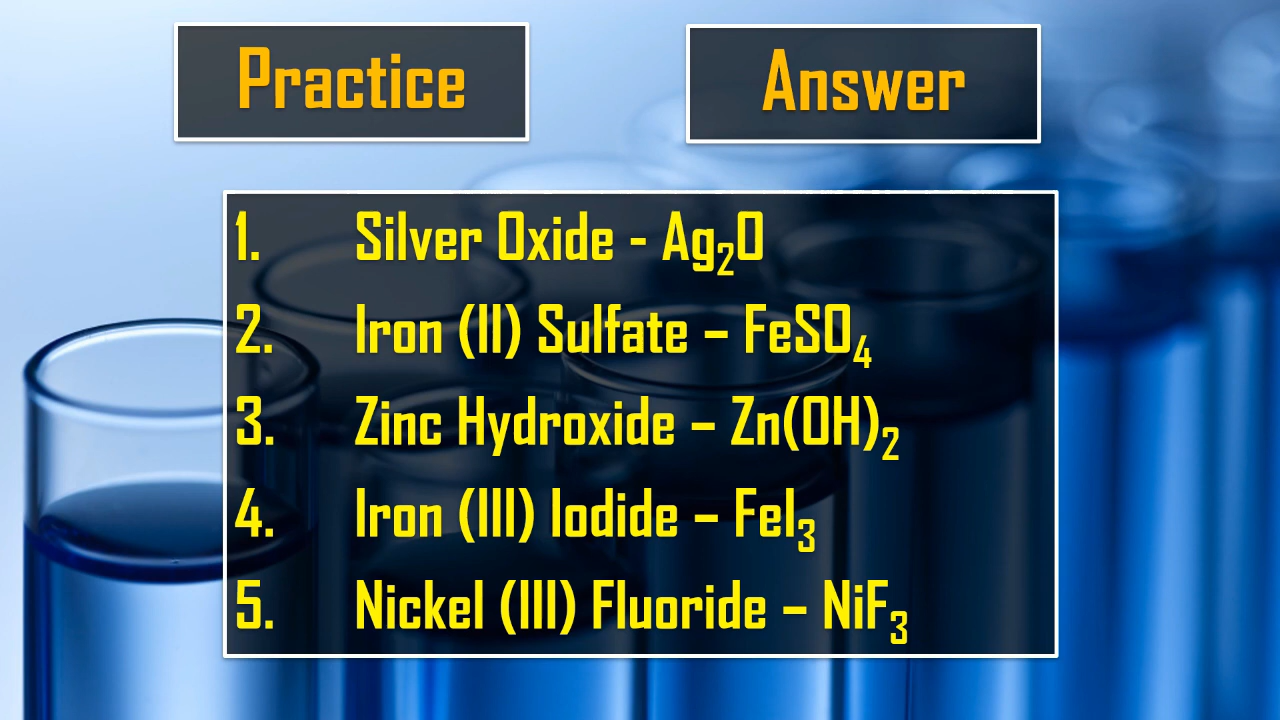 Practice
Answer
1. Silver Oxide - Ag₂O
2. Iron (II) Sulfate – FeSO₄
3. Zinc Hydroxide – Zn(OH)₂
4. Iron (III) Iodide – FeI₃
5. Nickel (III) Fluoride – NiF₃